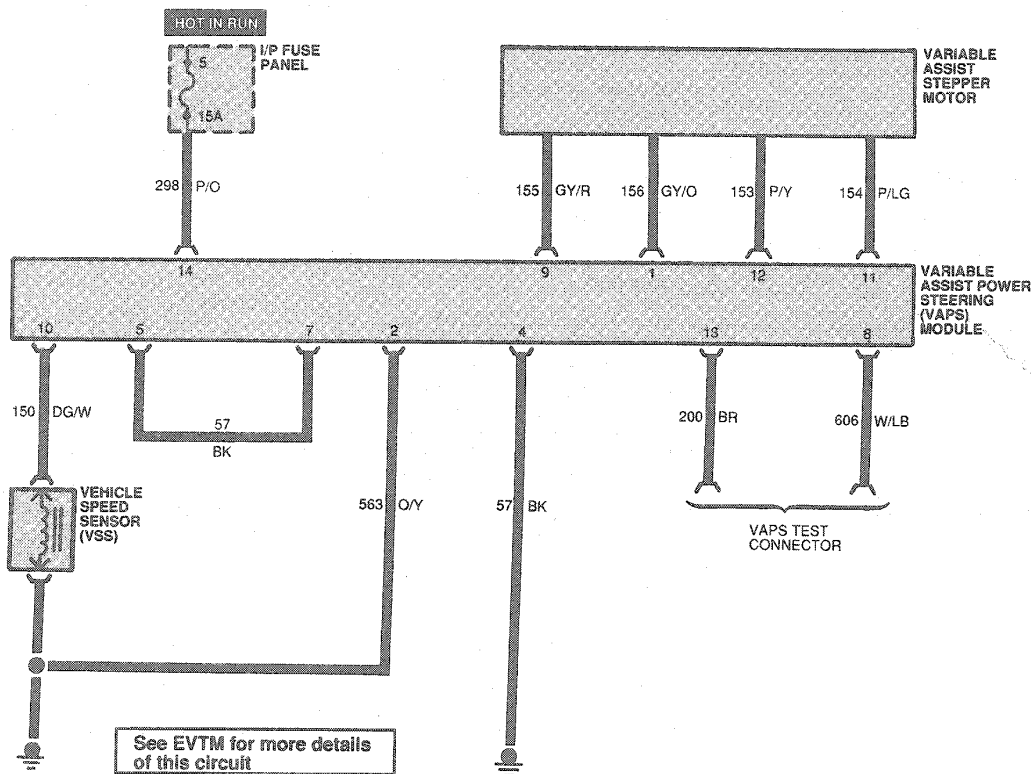 HOT IN RUN
I/P FUSE
PANEL
5
15A
298 P/O
VARIABLE
ASSIST
STEPPER
MOTOR
155 GY/R
156 GY/O
153 P/Y
154 P/LG
14
9
1
12
11
VARIABLE
ASSIST POWER
STEERING
(VAPS)
MODULE
10
5
7
2
4
13
8
150 DG/W
57
BK
200 BR
606 W/LB
VEHICLE
SPEED
SENSOR
(VSS)
563 O/Y
57 BK
VAPS TEST
CONNECTOR
See EVTM for more details
of this circuit